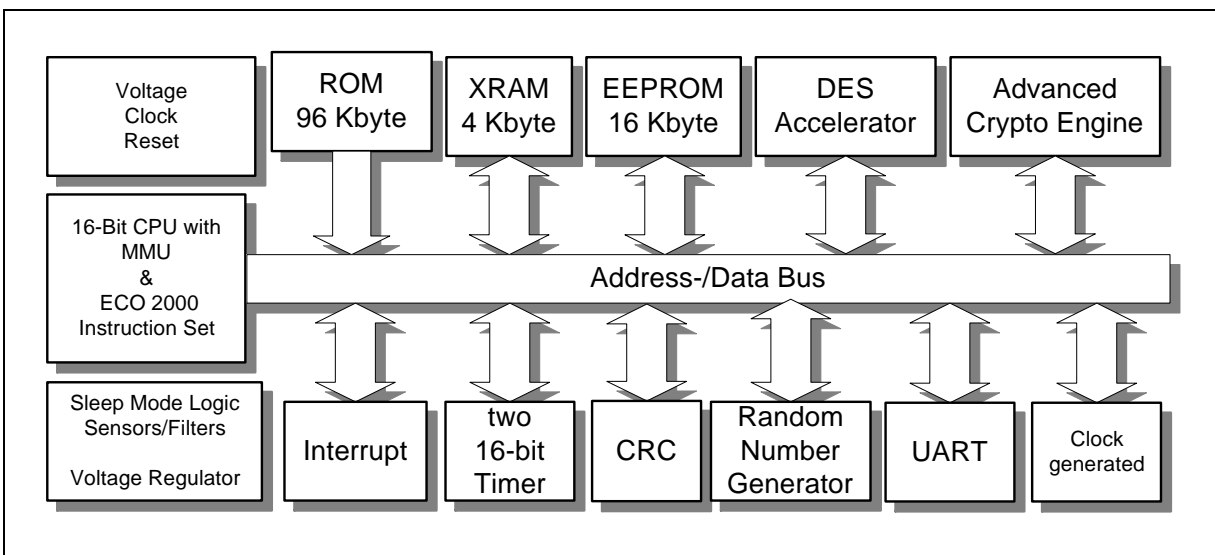 Voltage
Clock
Reset
ROM
96 Kbyte
XRAM
4 Kbyte
EEPROM
16 Kbyte
DES
Accelerator
Advanced
Crypto Engine
16-Bit CPU with
MMU
&
ECO 2000
Instruction Set
Address-/Data Bus
Sleep Mode Logic
Sensors/Filters
Voltage Regulator
Interrupt
two
16-bit
Timer
CRC
Random
Number
Generator
UART
Clock
generated